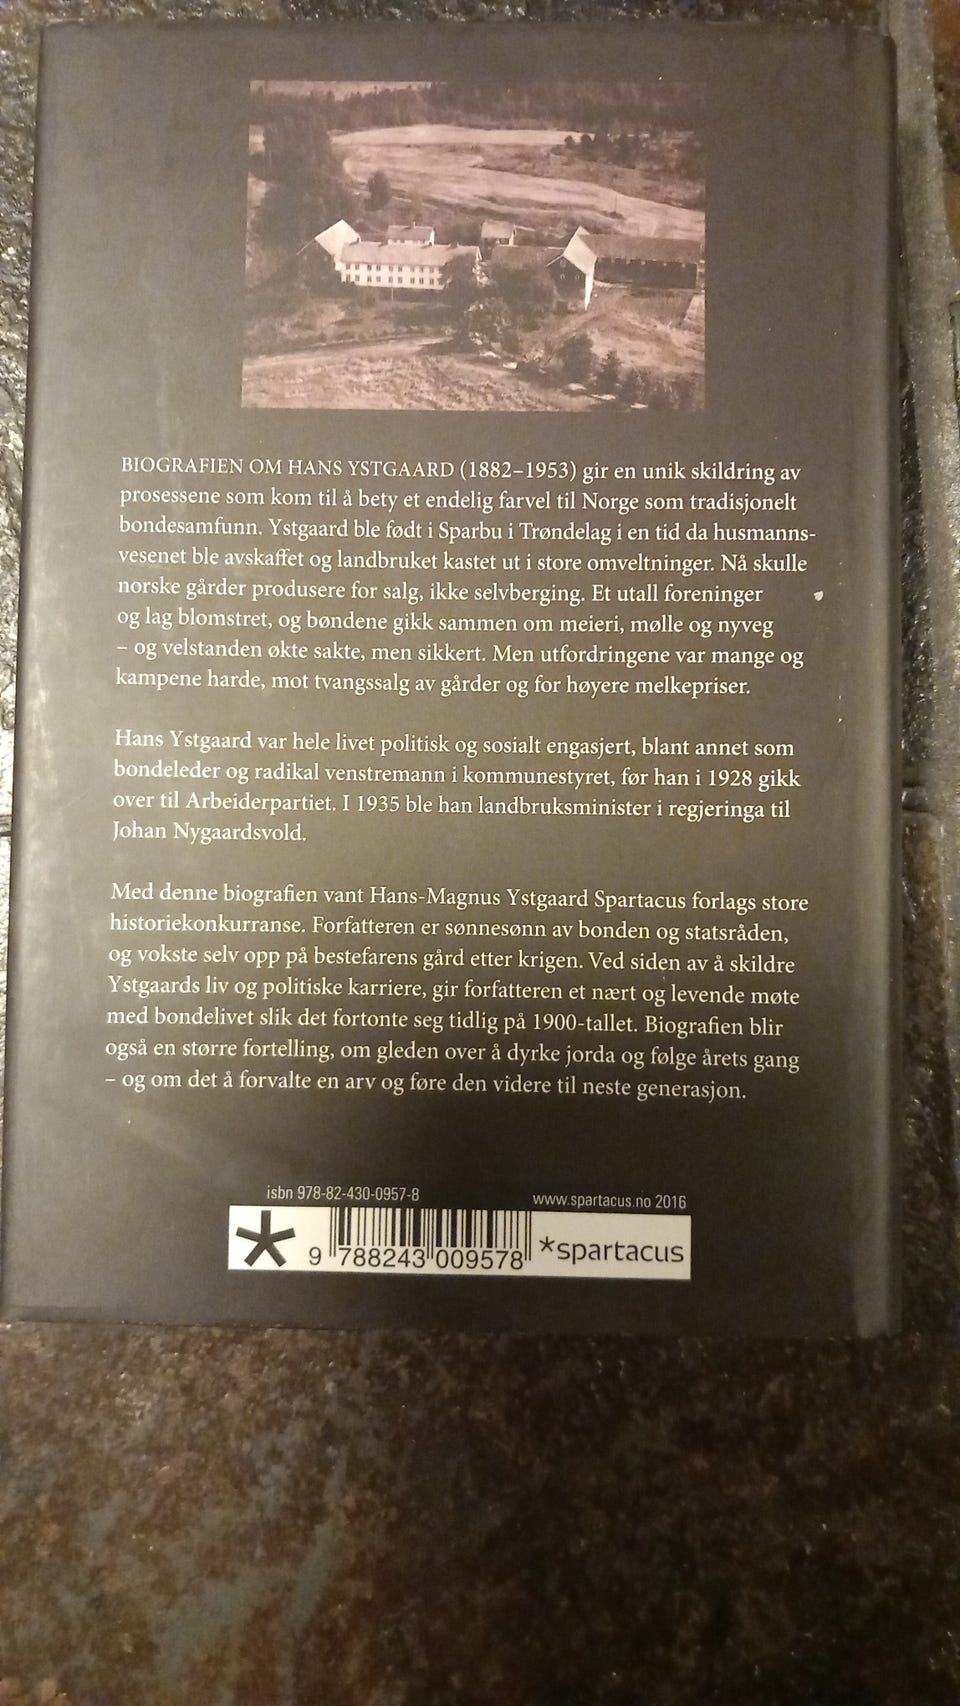 BIOGRAFIEN OM HANS YSTGAARD (1882–1953) gir en unik skildring av
prosessene som kom til å bety et endelig farvel til Norge som tradisjonelt
bondesamfunn. Ystgaard ble født i Sparbu i Trøndelag i en tid da husmanns-
vesenet ble avskaffet og landbruket kastet ut i store omveltninger. Nå skulle
norske gårder produsere for salg, ikke selvberging. Et utall foreninger
og lag blomstret, og bøndene gikk sammen om meieri, mølle og nyveg
– og velstanden økte sakte, men sikkert. Men utfordringene var mange og
kampene harde, mot tvangssalg av gårder og for høyere melkepriser.
Hans Ystgaard var hele livet politisk og sosialt engasjert, blant annet som
bondeleder og radikal venstremann i kommunestyret, før han i 1928 gikk
over til Arbeiderpartiet. I 1935 ble han landbruksminister i regjeringa til
Johan Nygaardsvold.
Med denne biografien vant Hans-Magnus Ystgaard Spartacus forlags store
historiekonkurranse. Forfatteren er sønnesønn av bonden og statsråden,
og vokste selv opp på bestefarens gård etter krigen. Ved siden av å skildre
Ystgaards liv og politiske karriere, gir forfatteren et nært og levende møte
med bondelivet slik det fortonte seg tidlig på 1900-tallet. Biografien blir
også en større fortelling, om gleden over å dyrke jorda og følge årets gang
– og om det å forvalte en arv og føre den videre til neste generasjon.
isbn 978-82-430-0957-8
www.spartacus.no 2016
9 788243 009578
*spartacus